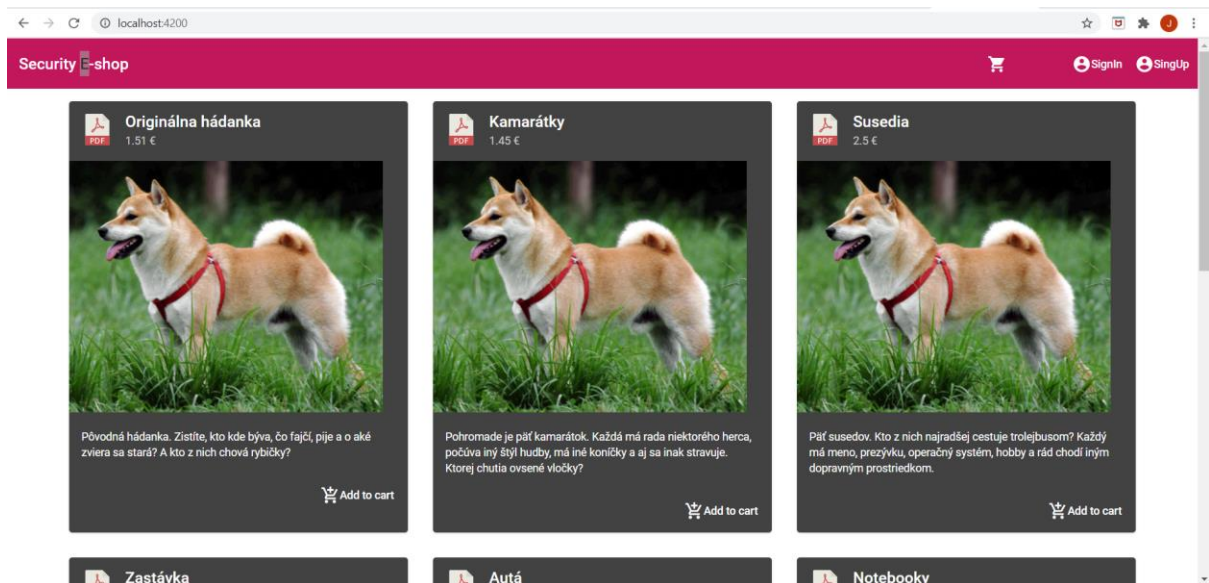 localhost:4200
J
Security E-shop
SignIn
SingUp
PDF
Originálna hádanka
1.51 €
Pôvodná hádanka. Zistíte, kto kde býva, čo fajčí, pije a o aké
zviera sa stará? A kto z nich chová rybičky?
Add to cart
PDF
Kamarátky
1.45 €
Pohromade je päť kamarátok. Každá má rada niektorého herca,
počúva iný štýl hudby, má iné koníčky a aj sa inak stravuje.
Ktorej chutia ovsené vločky?
Add to cart
PDF
Susedia
2.5 €
Päť susedov. Kto z nich najradšej cestuje trolejbusom? Každý
má meno, prezývku, operačný systém, hobby a rád chodí iným
dopravným prostriedkom.
Add to cart
Zastávka
Autá
Notebooky